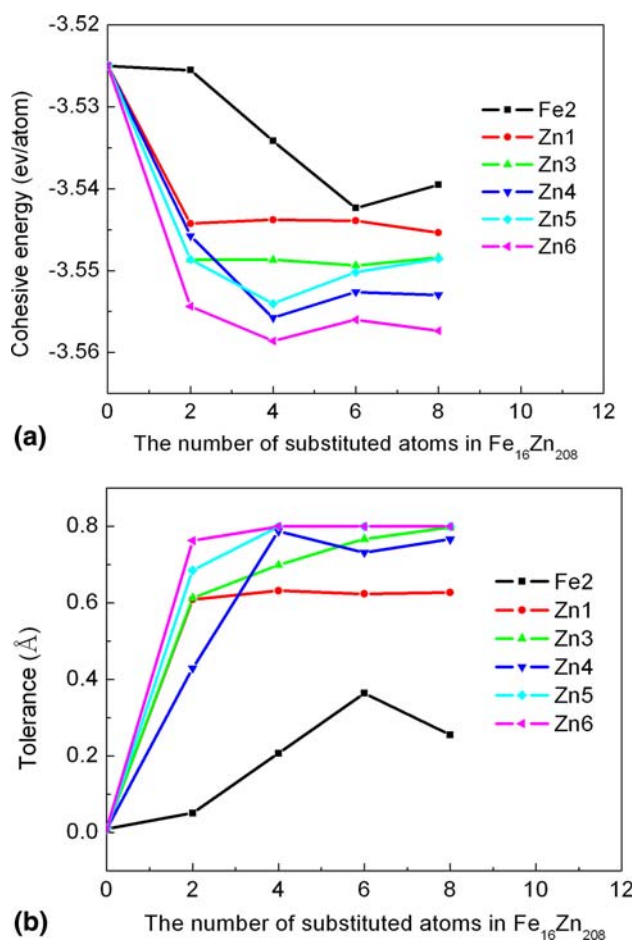 -3.52
-3.53
-3.54
-3.55
-3.56
Cohesive energy (ev/atom)
Fe2
Zn1
Zn3
Zn4
Zn5
Zn6
0 2 4 6 8 10 12
The number of substituted atoms in Fe₁₆Zn₂₀₈
(a)
0.8
0.6
0.4
0.2
0.0
Tolerance (Å)
Fe2
Zn1
Zn3
Zn4
Zn5
Zn6
0 2 4 6 8 10 12
The number of substituted atoms in Fe₁₆Zn₂₀₈
(b)